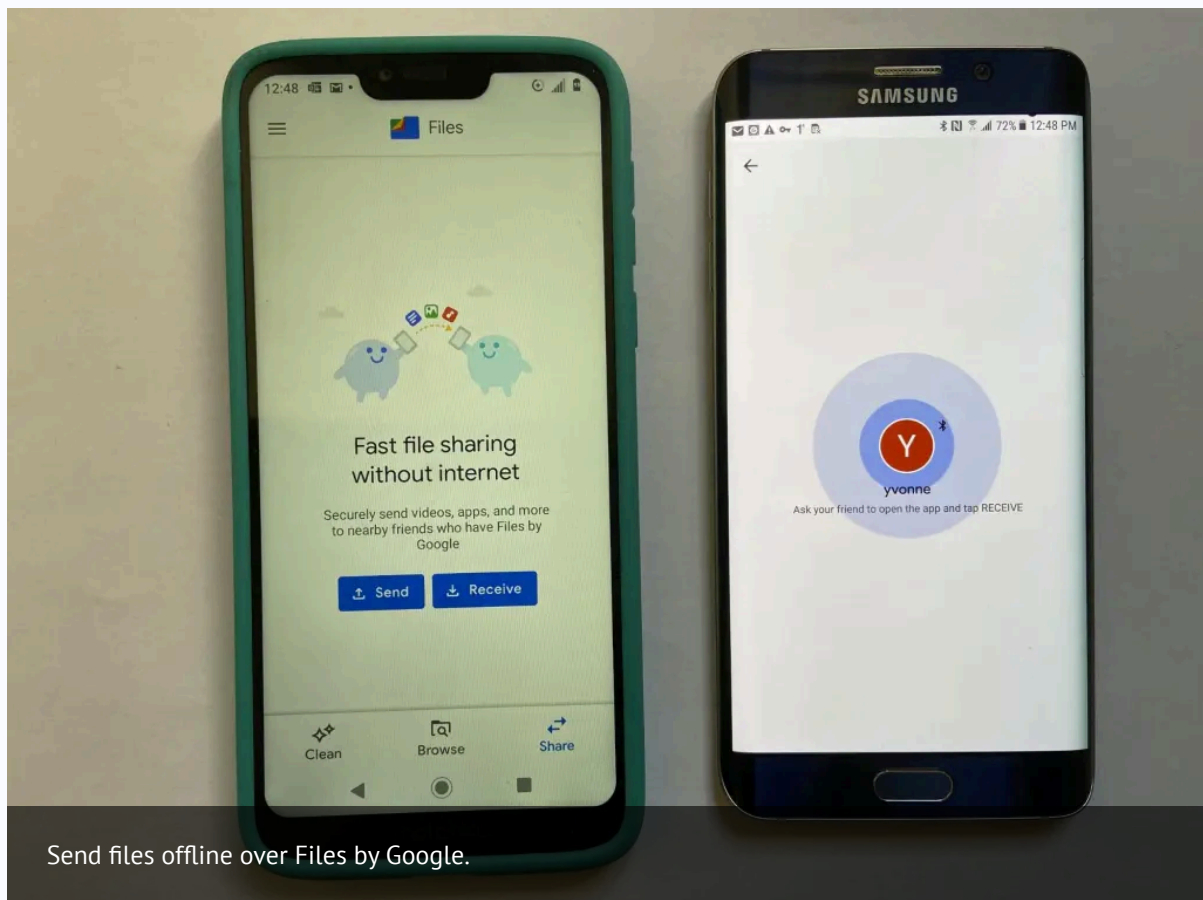 12:48
Files
Fast file sharing
without internet
Securely send videos, apps, and more
to nearby friends who have Files by
Google
Send
Receive
Clean
Browse
Share
SAMSUNG
72% 12:48 PM
Y
yvonne
Ask your friend to open the app and tap RECEIVE
Send files offline over Files by Google.